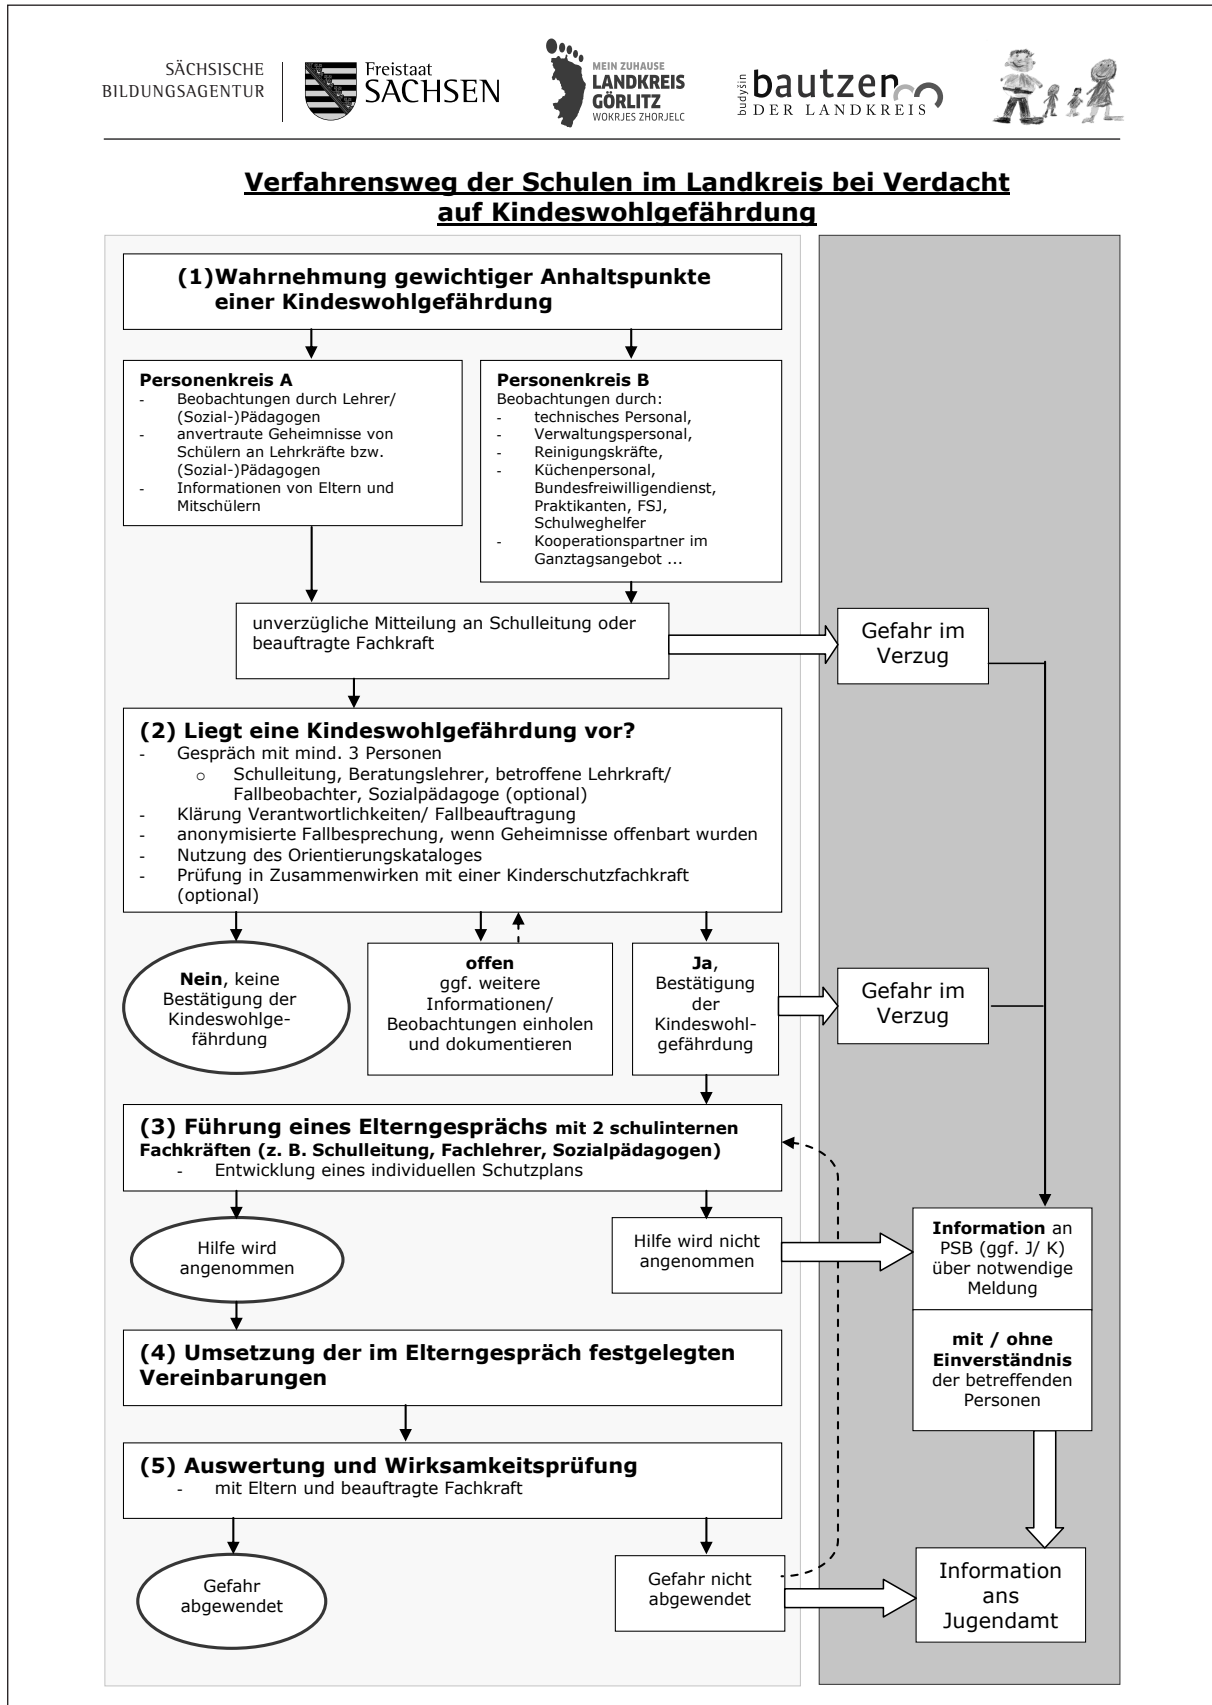 SÄCHSISCHE
BILDUNGSAGENTUR
Freistaat
SACHSEN
MEIN ZUHAUSE
LANDKREIS
GÖRLITZ
WOKRJES ZHORJELC
budyšin
bautzen
DER LANDKREIS
Verfahrensweg der Schulen im Landkreis bei Verdacht
auf Kindeswohlgefährdung
(1)Wahrnehmung gewichtiger Anhaltspunkte
einer Kindeswohlgefährdung
Personenkreis A
- Beobachtungen durch Lehrer/
(Sozial-)Pädagogen
- anvertraute Geheimnisse von
Schülern an Lehrkräfte bzw.
(Sozial-)Pädagogen
- Informationen von Eltern und
Mitschülern
Personenkreis B
Beobachtungen durch:
- technisches Personal,
- Verwaltungspersonal,
- Reinigungskräfte,
- Küchenpersonal,
Bundesfreiwilligendienst,
Praktikanten, FSJ,
Schulweghelfer
- Kooperationspartner im
Ganztagsangebot ...
unverzügliche Mitteilung an Schulleitung oder
beauftragte Fachkraft
Gefahr im
Verzug
(2) Liegt eine Kindeswohlgefährdung vor?
- Gespräch mit mind. 3 Personen
o Schulleitung, Beratungslehrer, betroffene Lehrkraft/
Fallbeobachter, Sozialpädagoge (optional)
- Klärung Verantwortlichkeiten/ Fallbeauftragung
- anonymisierte Fallbesprechung, wenn Geheimnisse offenbart wurden
- Nutzung des Orientierungskataloges
- Prüfung in Zusammenwirken mit einer Kinderschutzfachkraft
(optional)
Nein, keine
Bestätigung der
Kindeswohlge-
fährdung
offen
ggf. weitere
Informationen/
Beobachtungen einholen
und dokumentieren
Ja,
Bestätigung
der
Kindeswohl-
gefährdung
Gefahr im
Verzug
(3) Führung eines Elterngesprächs mit 2 schulinternen
Fachkräften (z. B. Schulleitung, Fachlehrer, Sozialpädagogen)
- Entwicklung eines individuellen Schutzplans
Hilfe wird
angenommen
Hilfe wird nicht
angenommen
Information an
PSB (ggf. J/ K)
über notwendige
Meldung
mit / ohne
Einverständnis
der betreffenden
Personen
(4) Umsetzung der im Elterngespräch festgelegten
Vereinbarungen
(5) Auswertung und Wirksamkeitsprüfung
- mit Eltern und beauftragte Fachkraft
Gefahr
abgewendet
Gefahr nicht
abgewendet
Information
ans
Jugendamt